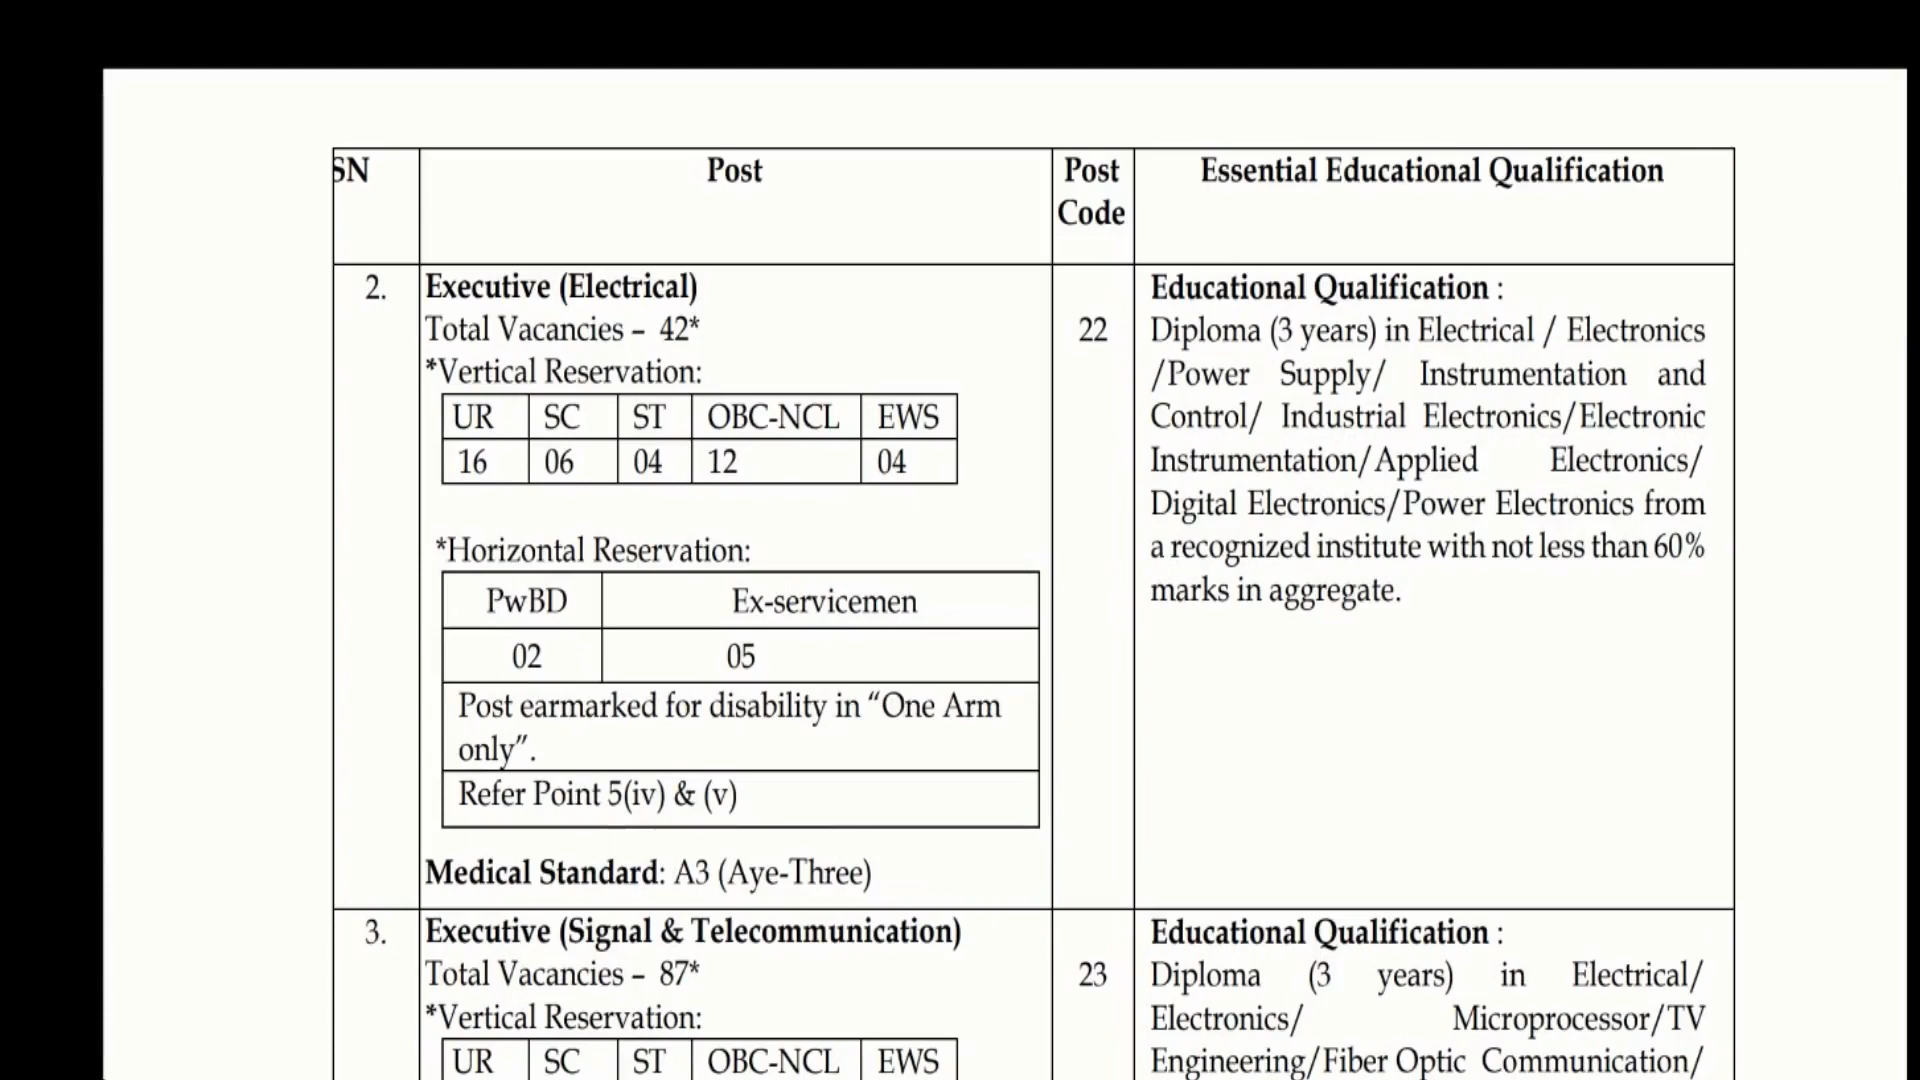 SN Post Post Code Essential Educational Qualification
2. Executive (Electrical)
Total Vacancies – 42*
*Vertical Reservation:
UR SC ST OBC-NCL EWS
16 06 04 12 04
*Horizontal Reservation:
PwBD Ex-servicemen
02 05
Post earmarked for disability in “One Arm
only”.
Refer Point 5(iv) & (v)
Medical Standard: A3 (Aye-Three)
22
Educational Qualification :
Diploma (3 years) in Electrical / Electronics
/Power Supply/ Instrumentation and
Control/ Industrial Electronics/Electronic
Instrumentation/Applied Electronics/
Digital Electronics/Power Electronics from
a recognized institute with not less than 60%
marks in aggregate.
3. Executive (Signal & Telecommunication)
Total Vacancies – 87*
*Vertical Reservation:
UR SC ST OBC-NCL EWS
23
Educational Qualification :
Diploma (3 years) in Electrical/
Electronics/ Microprocessor/TV
Engineering/Fiber Optic Communication/